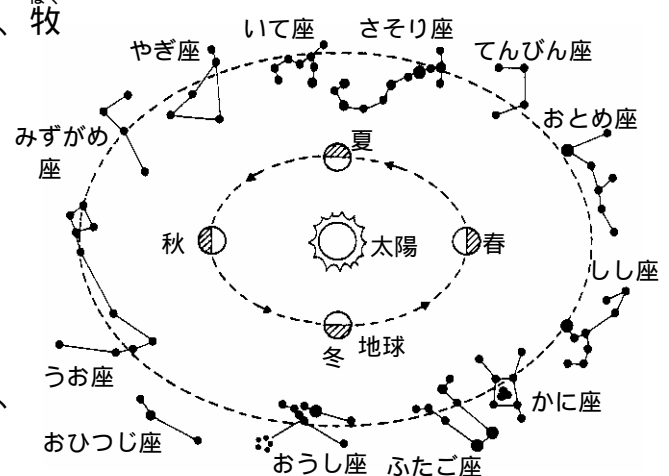 、牧
いて座
さそり座
やぎ座
てんびん座
おとめ座
みずがめ
座
夏
秋
太陽
春
しし座
地球
冬
うお座
かに座
、
おひつじ座
おうし座
ふたご座